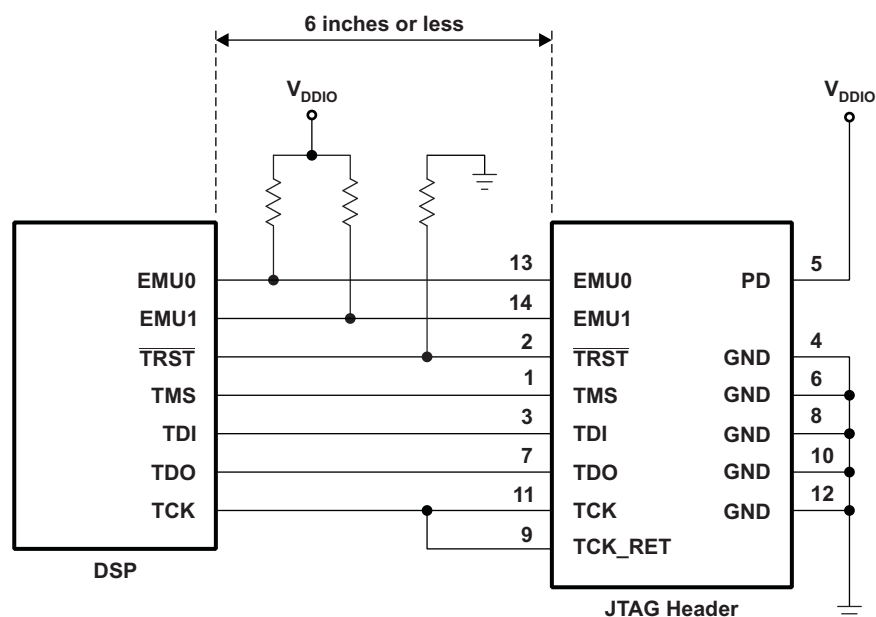 6 inches or less
VDDIO
VDDIO
13
5
EMU0
EMU0
PD
14
EMU1
EMU1
2
4
TRST
TRST
GND
1
6
TMS
TMS
GND
3
8
TDI
TDI
GND
7
10
TDO
TDO
GND
11
12
TCK
TCK
GND
9
TCK_RET
DSP
JTAG Header